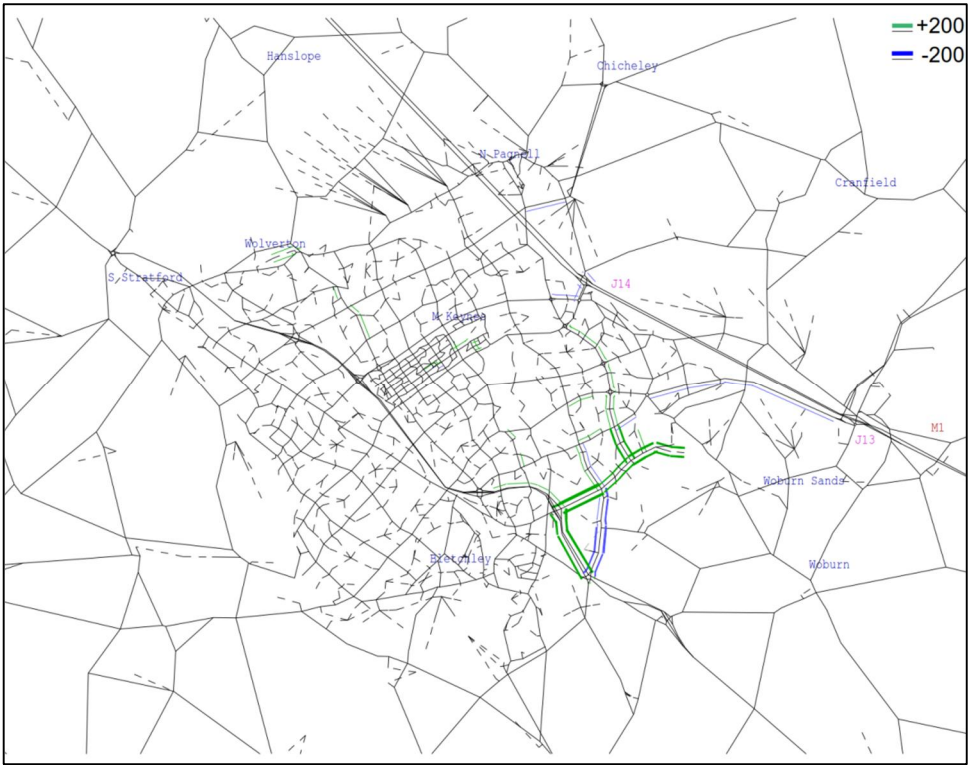 +200
-200
Hanslope
Chicheley
N Pagnell
Cranfield
Wolverton
S Stratford
J14
M Keynes
M1
J13
Woburn Sands
Bletchley
Woburn